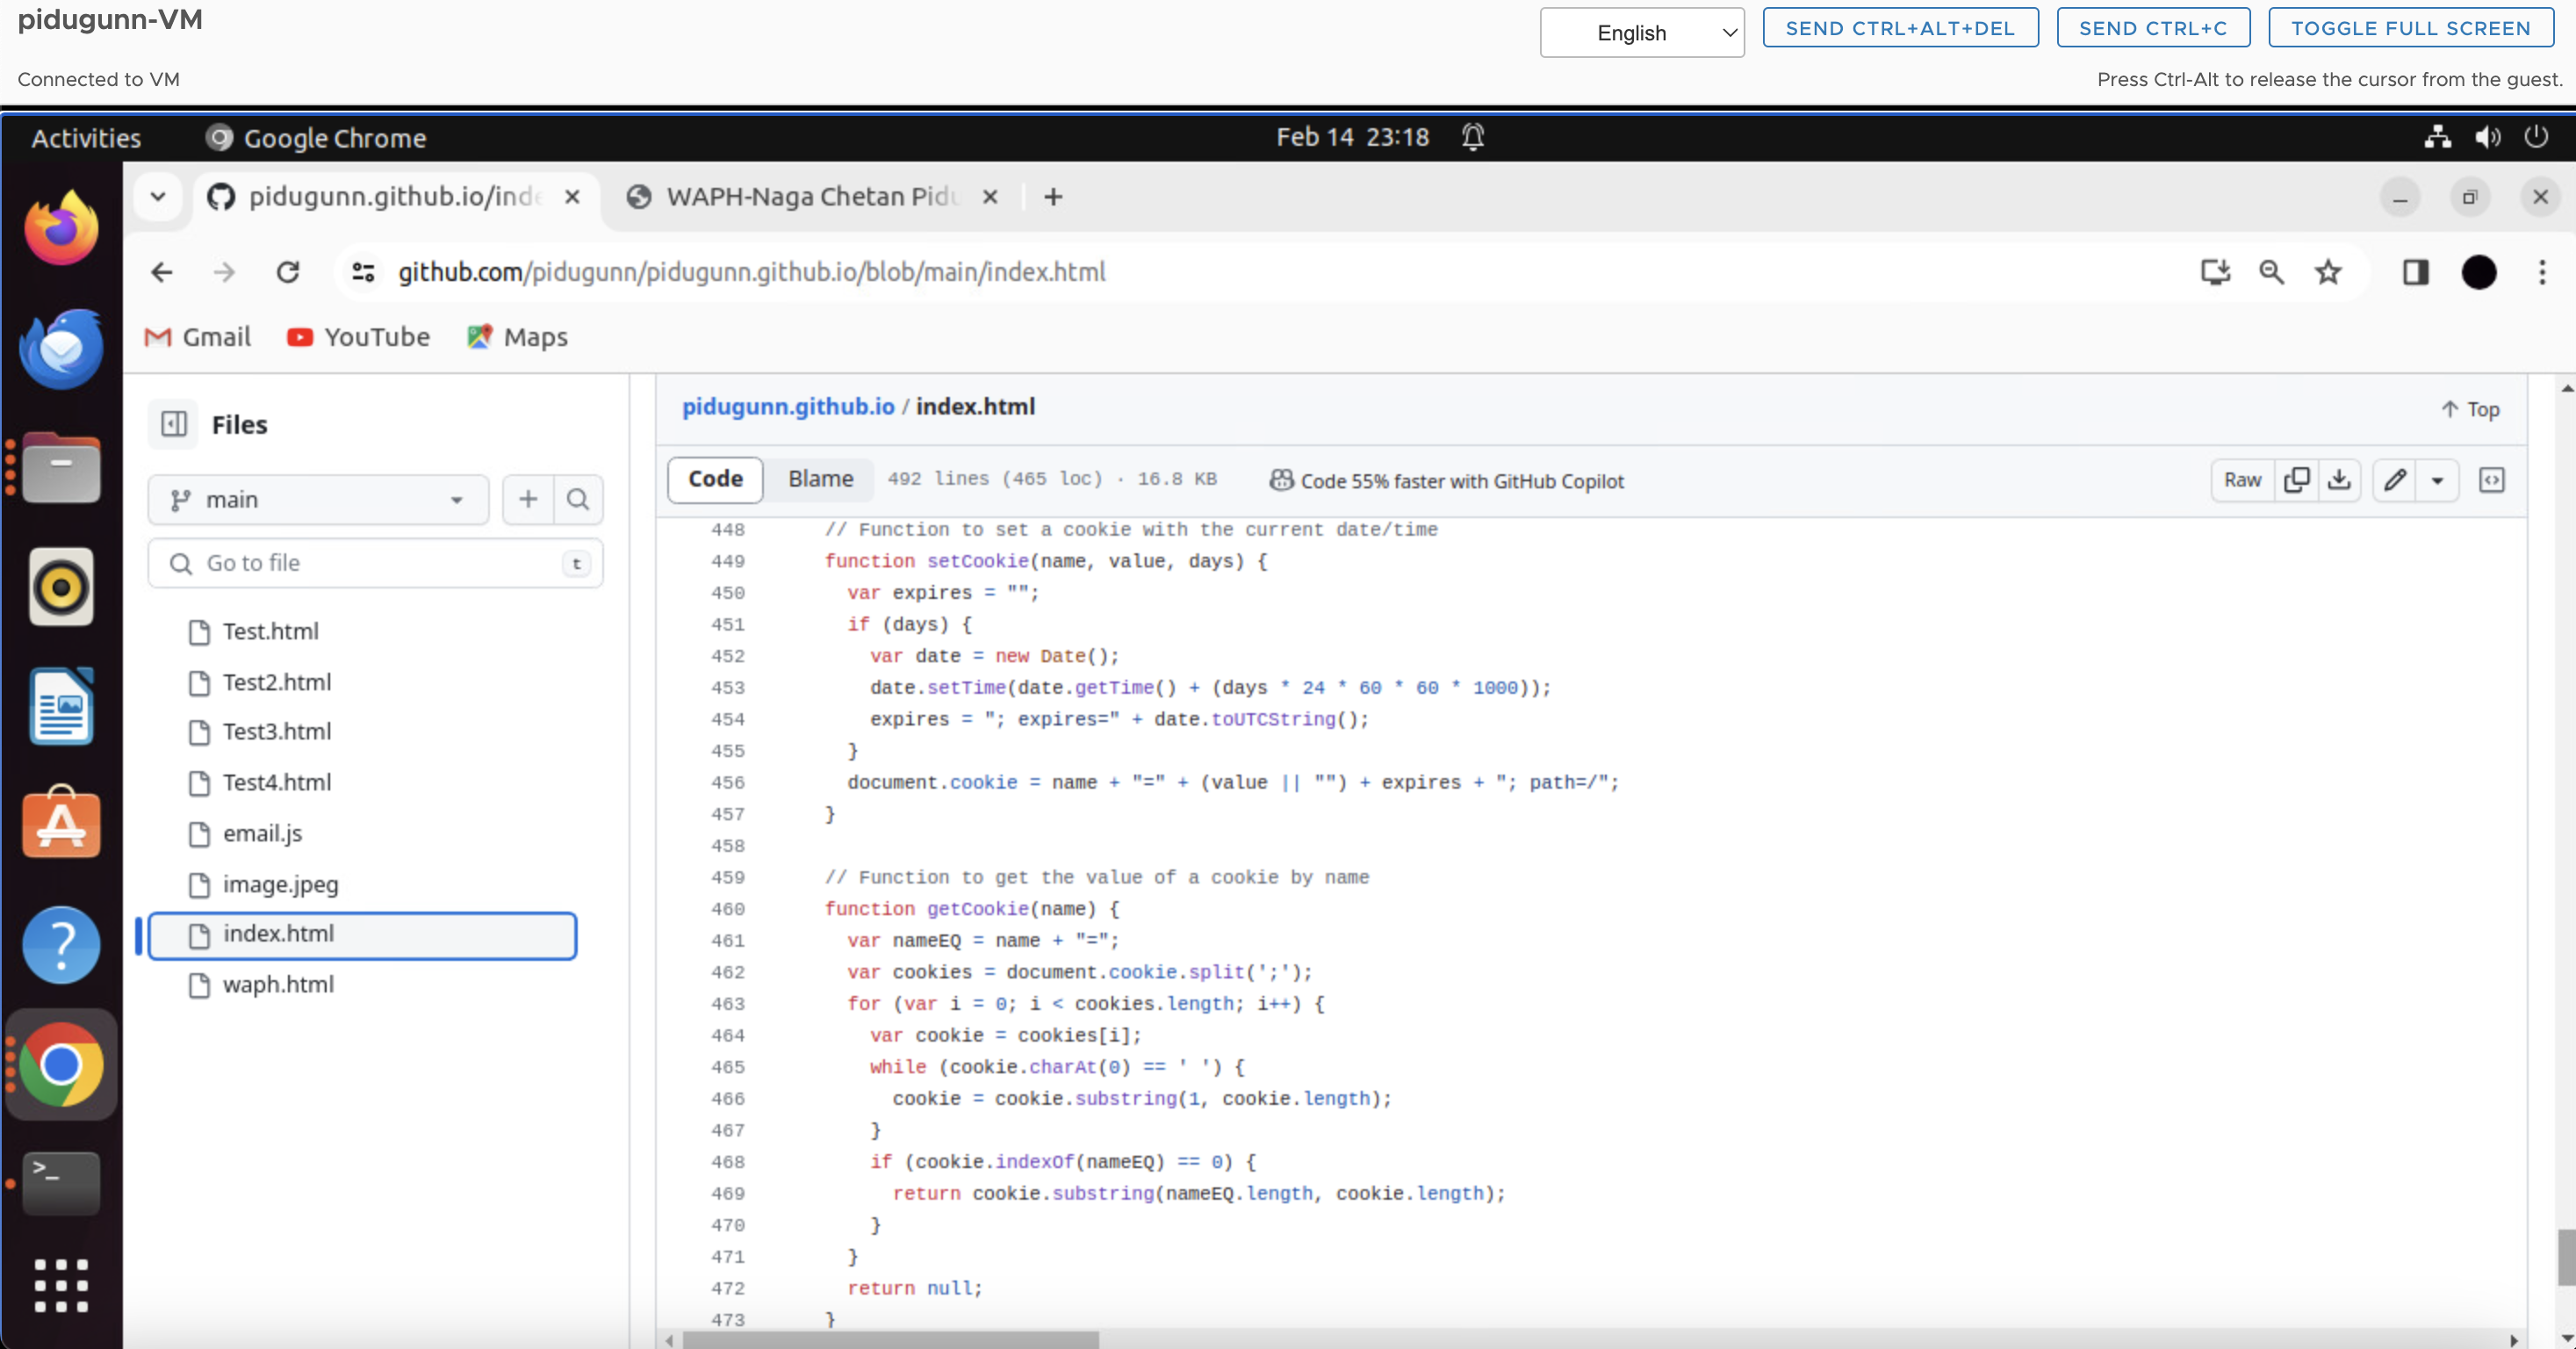 pidugunn-VM
English
SEND CTRL+ALT+DEL
SEND CTRL+C
TOGGLE FULL SCREEN
Connected to VM
Press Ctrl-Alt to release the cursor from the guest.
Activities
Google Chrome
Feb 14 23:18
pidugunn.github.io/inde
WAPH-Naga Chetan Pidu
github.com/pidugunn/pidugunn.github.io/blob/main/index.html
Gmail
YouTube
Maps
Files
main
Go to file
t
Test.html
Test2.html
Test3.html
Test4.html
email.js
image.jpeg
index.html
waph.html
pidugunn.github.io / index.html
Top
Code
Blame
492 lines (465 loc) · 16.8 KB
Code 55% faster with GitHub Copilot
Raw
448 // Function to set a cookie with the current date/time
449 function setCookie(name, value, days) {
450 var expires = "";
451 if (days) {
452 var date = new Date();
453 date.setTime(date.getTime() + (days * 24 * 60 * 60 * 1000));
454 expires = "; expires=" + date.toUTCString();
455 }
456 document.cookie = name + "=" + (value || "") + expires + "; path=/";
457 }
458
459 // Function to get the value of a cookie by name
460 function getCookie(name) {
461 var nameEQ = name + "=";
462 var cookies = document.cookie.split(';');
463 for (var i = 0; i < cookies.length; i++) {
464 var cookie = cookies[i];
465 while (cookie.charAt(0) == ' ') {
466 cookie = cookie.substring(1, cookie.length);
467 }
468 if (cookie.indexOf(nameEQ) == 0) {
469 return cookie.substring(nameEQ.length, cookie.length);
470 }
471 }
472 return null;
473 }